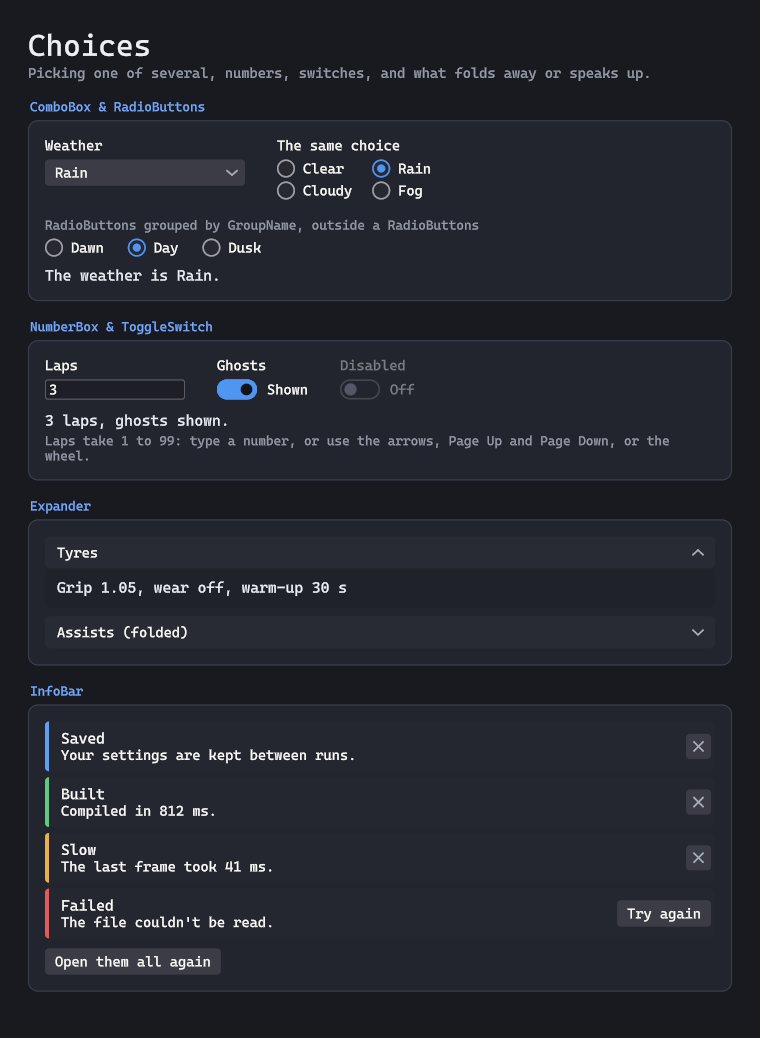 Choices
Picking one of several, numbers, switches, and what folds away or speaks up.
ComboBox & RadioButtons
Weather
Rain
The same choice
Clear
Rain
Cloudy
Fog
RadioButtons grouped by GroupName, outside a RadioButtons
Dawn
Day
Dusk
The weather is Rain.
NumberBox & ToggleSwitch
Laps
3
Ghosts
Shown
Disabled
Off
3 laps, ghosts shown.
Laps take 1 to 99: type a number, or use the arrows, Page Up and Page Down, or the
wheel.
Expander
Tyres
Grip 1.05, wear off, warm-up 30 s
Assists (folded)
InfoBar
Saved
Your settings are kept between runs.
Built
Compiled in 812 ms.
Slow
The last frame took 41 ms.
Failed
The file couldn't be read.
Try again
Open them all again